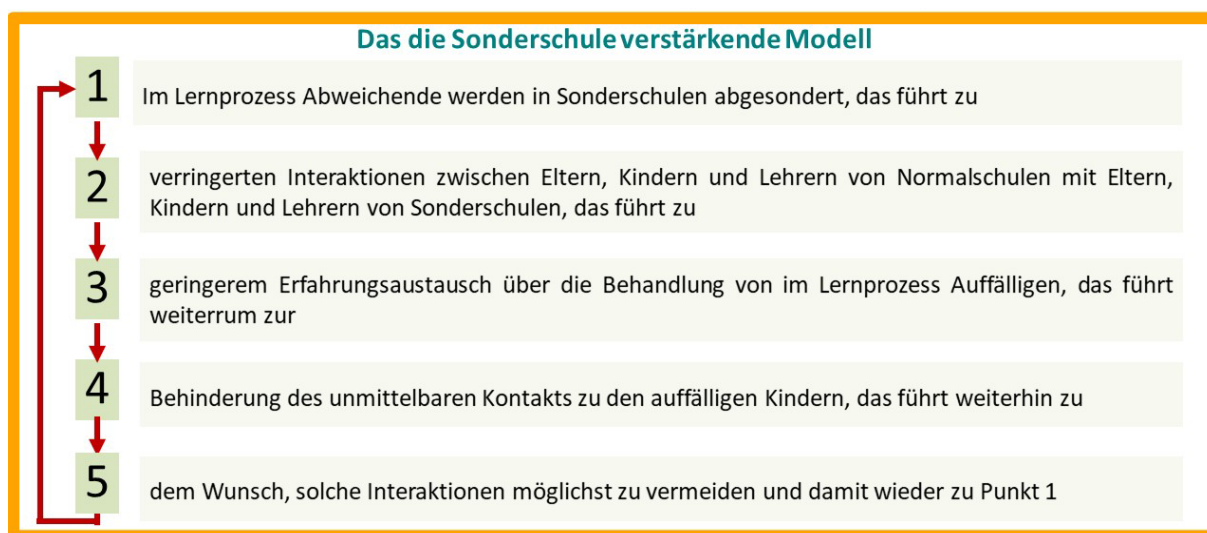 Das die Sonderschule verstärkende Modell
1
Im Lernprozess Abweichende werden in Sonderschulen abgesondert, das führt zu
2
verringerten Interaktionen zwischen Eltern, Kindern und Lehrern von Normalschulen mit Eltern,
Kindern und Lehrern von Sonderschulen, das führt zu
3
geringerem Erfahrungsaustausch über die Behandlung von im Lernprozess Auffälligen, das führt
weiterrum zur
4
Behinderung des unmittelbaren Kontakts zu den auffälligen Kindern, das führt weiterhin zu
5
dem Wunsch, solche Interaktionen möglichst zu vermeiden und damit wieder zu Punkt 1